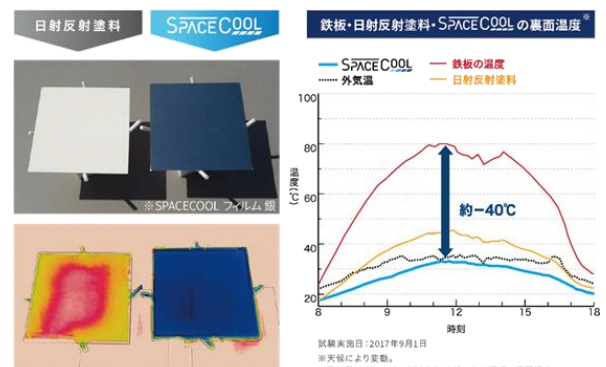 日射反射塗料
SPACECOOL
※SPACECOOL フィルム 銀
鉄板・日射反射塗料・SPACECOOLの裏面温度※
SPACECOOL
鉄板の温度
外気温
日射反射塗料
温度(℃)
100
80
60
40
20
約－40℃
8
9
12
15
18
時刻
試験実施日：2017年9月1日
※天候により変動。